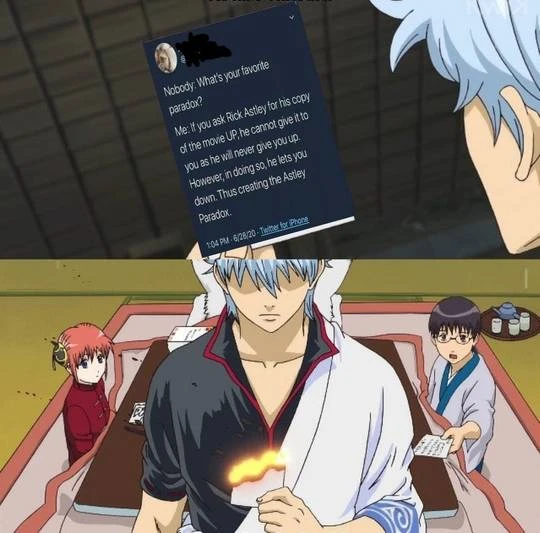 Nobody: What's your favorite
paradox?
Me: If you ask Rick Astley for his copy
of the movie UP, he cannot give it to
you as he will never give you up.
However, in doing so, he lets you
down. Thus creating the Astley
Paradox.
1:04 PM · 6/28/20 · Twitter for iPhone